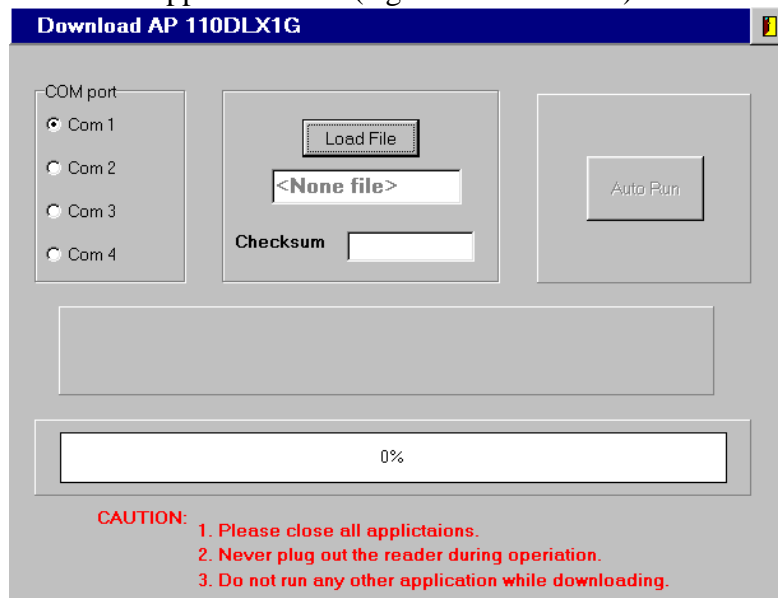 Download AP 110DLX1G
COM port
Com 1
Com 2
Com 3
Com 4
Load File
<None file>
Checksum
Auto Run
0%
CAUTION:
1. Please close all applictaions.
2. Never plug out the reader during operiation.
3. Do not run any other application while downloading.